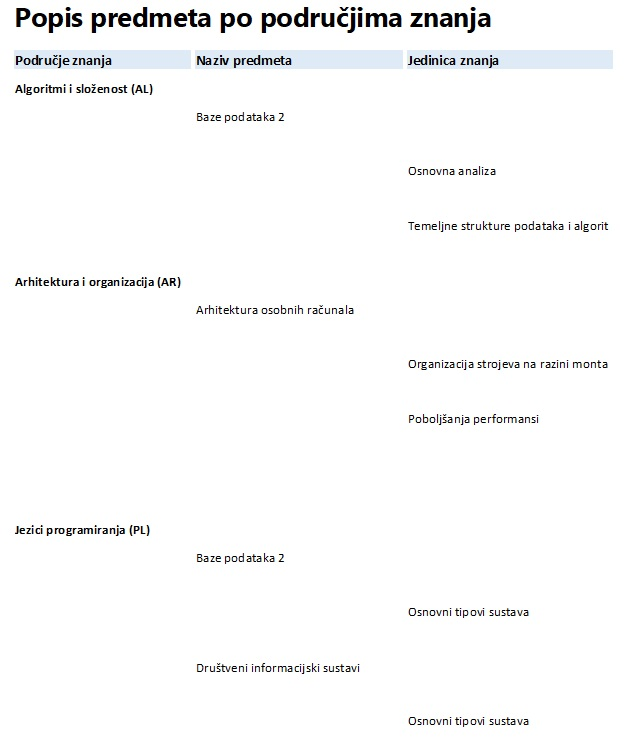 Popis predmeta po područjima znanja
Područje znanja Naziv predmeta Jedinica znanja
Algoritmi i složenost (AL)
Baze podataka 2
Osnovna analiza
Temeljne strukture podataka i algorit
Arhitektura i organizacija (AR)
Arhitektura osobnih računala
Organizacija strojeva na razini monta
Poboljšanja performansi
Jezici programiranja (PL)
Baze podataka 2
Osnovni tipovi sustava
Društveni informacijski sustavi
Osnovni tipovi sustava